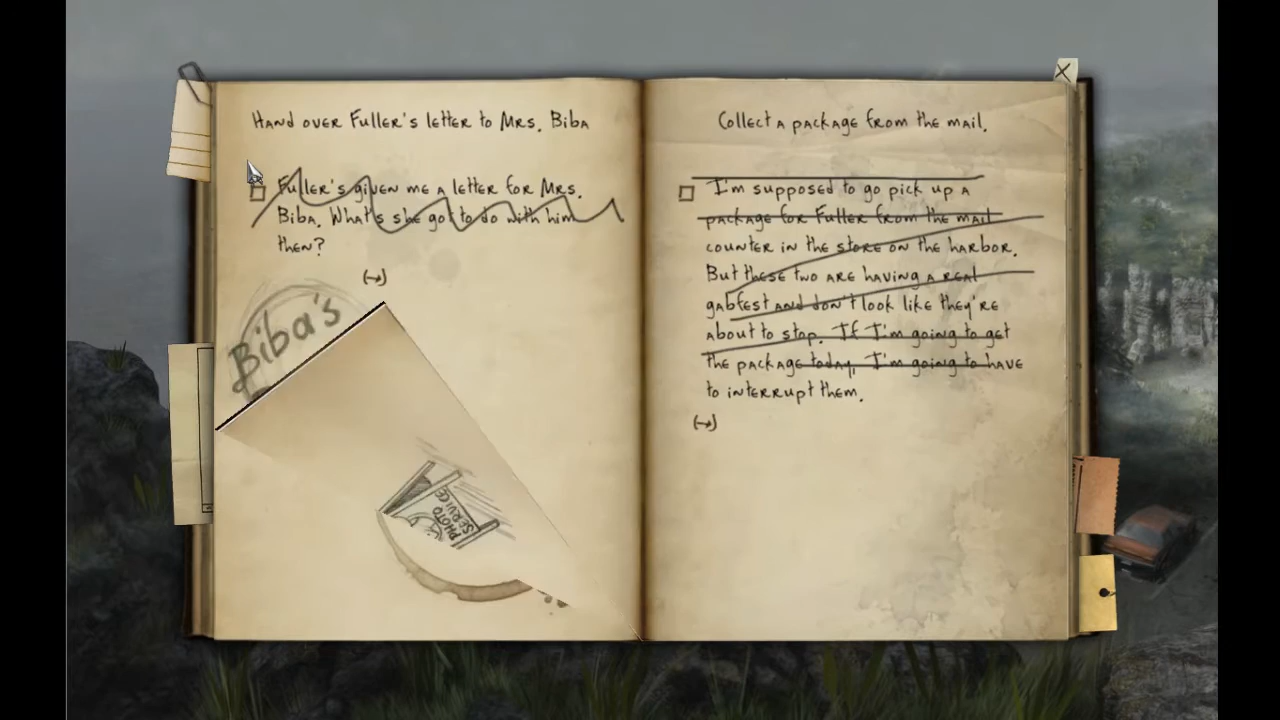 Hand over Fuller's letter to Mrs. Biba
Fuller's given me a letter for Mrs.
Biba. What's she got to do with him
then?
(→)
Biba's
PHOTO
SERVICE
Collect a package from the mail.
I'm supposed to go pick up a
package for Fuller from the mail
counter in the store on the harbor.
But these two are having a real
gabfest and don't look like they're
about to stop. If I'm going to get
the package today, I'm going to have
to interrupt them.
(→)